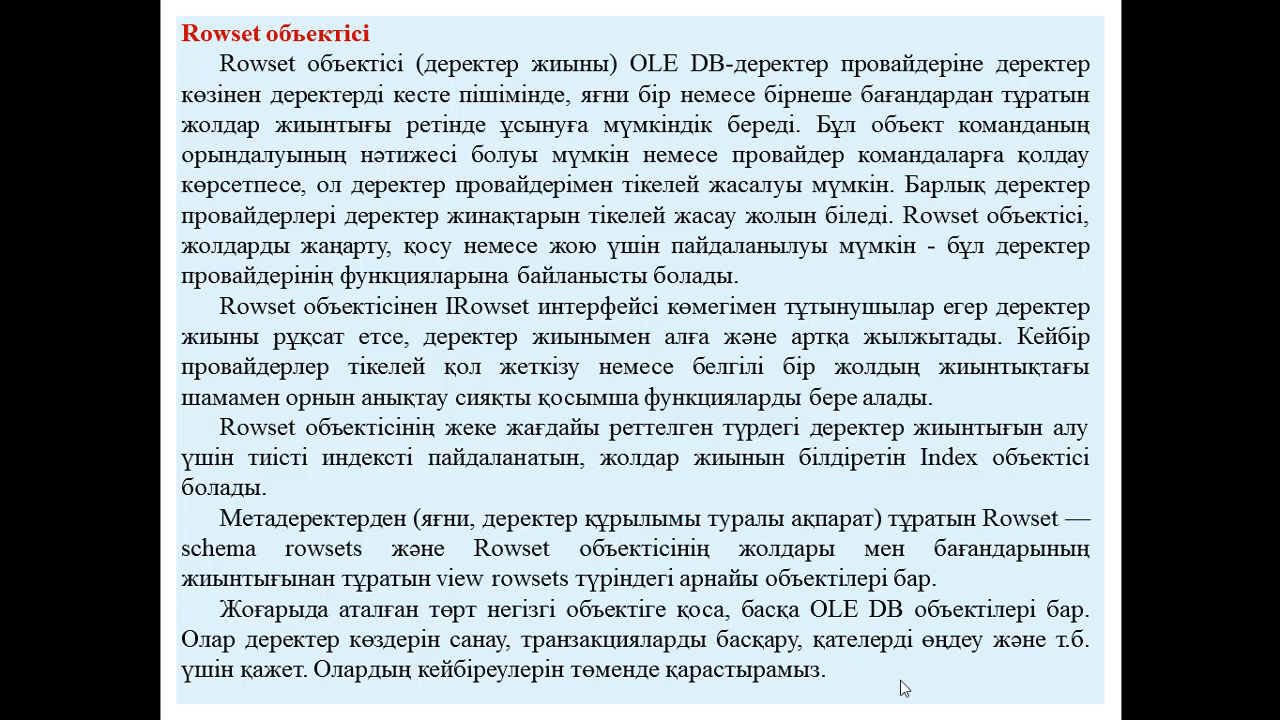 Rowset объектісі
Rowset объектісі (деректер жиыны) OLE DB-деректер провайдеріне деректер
көзінен деректерді кесте пішімінде, яғни бір немесе бірнеше бағандардан тұратын
жолдар жиынтығы ретінде ұсынуға мүмкіндік береді. Бұл объект команданың
орындалуының нәтижесі болуы мүмкін немесе провайдер командаларға қолдау
көрсетпесе, ол деректер провайдерімен тікелей жасалуы мүмкін. Барлық деректер
провайдерлері деректер жинақтарын тікелей жасау жолын біледі. Rowset объектісі,
жолдарды жаңарту, қосу немесе жою үшін пайдаланылуы мүмкін - бұл деректер
провайдерінің функцияларына байланысты болады.
Rowset объектісінен IRowset интерфейсі көмегімен тұтынушылар егер деректер
жиыны рұқсат етсе, деректер жиынымен алға және артқа жылжытады. Кейбір
провайдерлер тікелей қол жеткізу немесе белгілі бір жолдың жиынтықтағы
шамамен орнын анықтау сияқты қосымша функцияларды бере алады.
Rowset объектісінің жеке жағдайы реттелген түрдегі деректер жиынтығын алу
үшін тиісті индексті пайдаланатын, жолдар жиынын білдіретін Index объектісі
болады.
Метадеректерден (яғни, деректер құрылымы туралы ақпарат) тұратын Rowset —
schema rowsets және Rowset объектісінің жолдары мен бағандарының
жиынтығынан тұратын view rowsets түріндегі арнайы объектілері бар.
Жоғарыда аталған төрт негізгі объектіге қоса, басқа OLE DB объектілері бар.
Олар деректер көздерін санау, транзакцияларды басқару, қателерді өңдеу және т.б.
үшін қажет. Олардың кейбіреулерін төменде қарастырамыз.